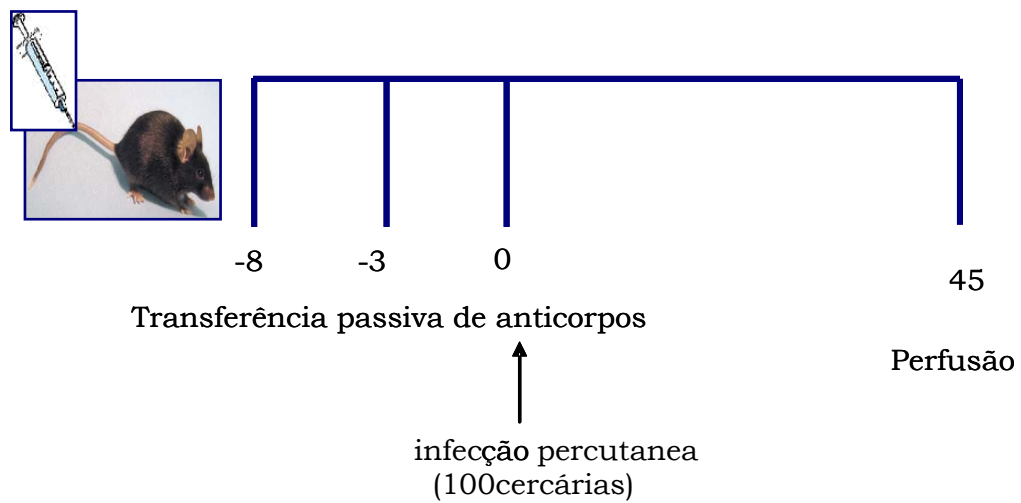 -8
-3
0
45
Transferência passiva de anticorpos
Perfusão
infecção percutanea
(100cercárias)